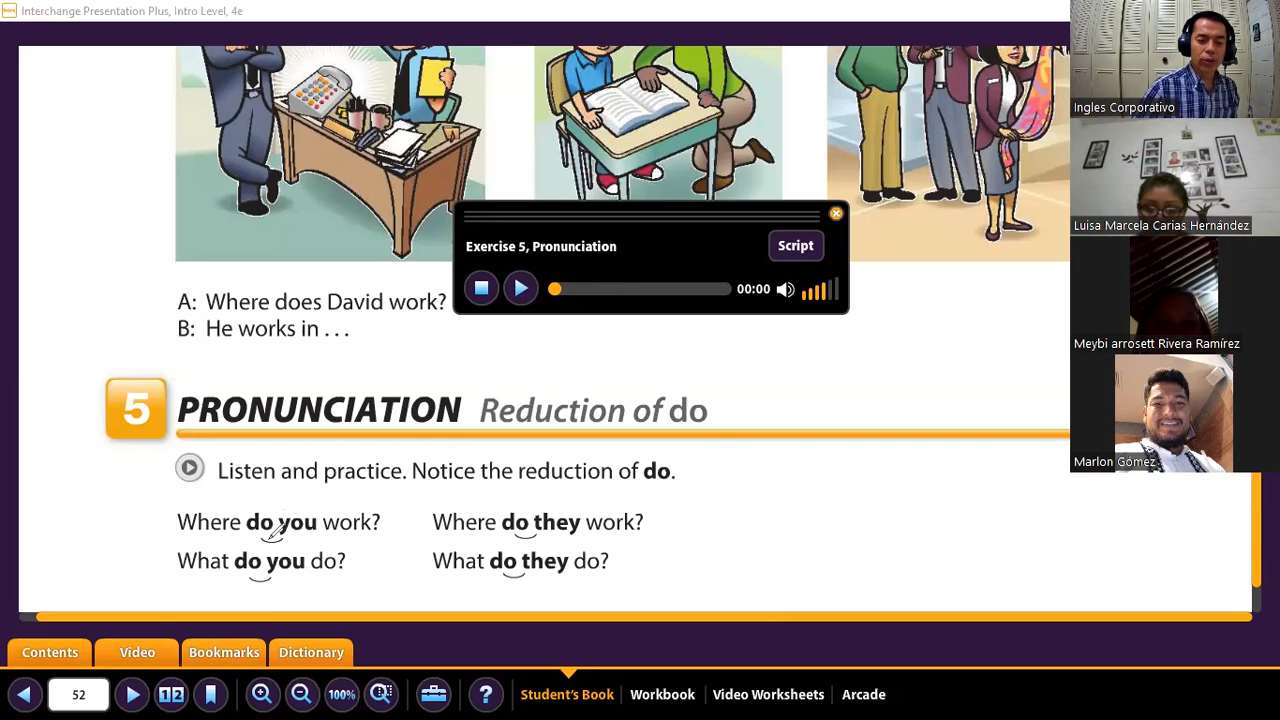 Interchange Presentation Plus, Intro Level, 4e
Ingles Corporativo
Luisa Marcela Carias Hernández
Meybi arrosett Rivera Ramírez
Marlon Gómez
Exercise 5, Pronunciation
Script
00:00
A: Where does David work?
B: He works in . . .
5 PRONUNCIATION Reduction of do
Listen and practice. Notice the reduction of do.
Where do you work? Where do they work?
What do you do? What do they do?
Contents Video Bookmarks Dictionary
52 1 2 100% ? Student's Book Workbook Video Worksheets Arcade